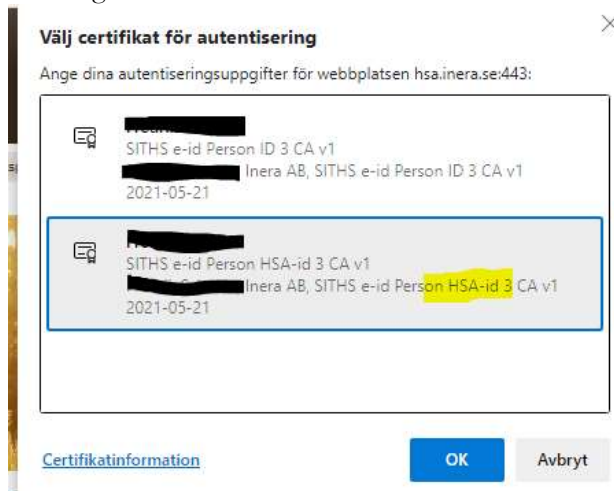 Välj certifikat för autentisering
Ange dina autentiseringsuppgifter för webbplatsen hsa.inera.se:443:
SITHS e-id Person ID 3 CA v1
Inera AB, SITHS e-id Person ID 3 CA v1
2021-05-21
SITHS e-id Person HSA-id 3 CA v1
Inera AB, SITHS e-id Person HSA-id 3 CA v1
2021-05-21
Certifikatinformation
OK
Avbryt